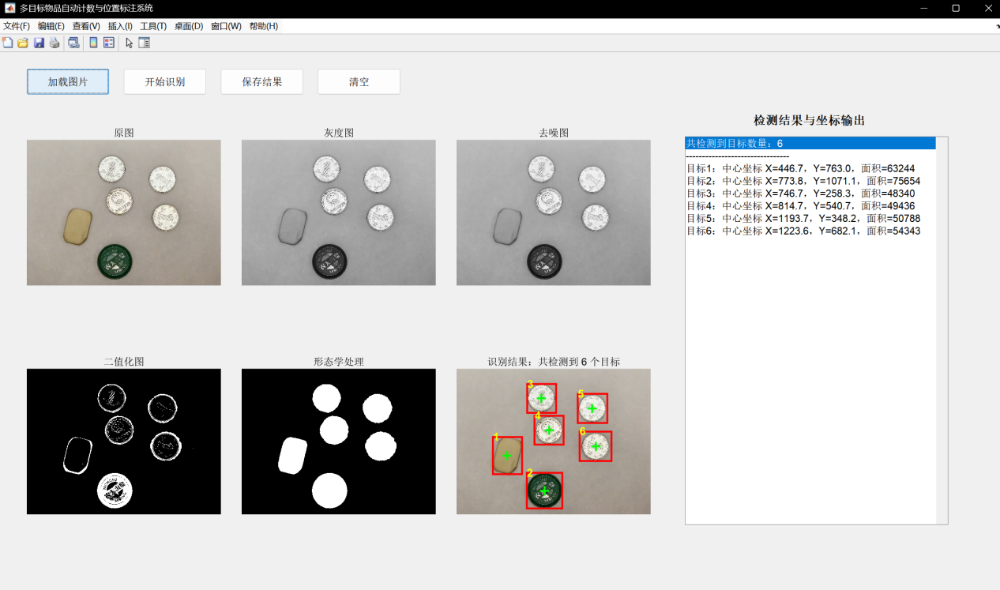 多目标物品自动计数与位置标注系统
文件(F) 编辑(E) 查看(V) 插入(I) 工具(T) 桌面(D) 窗口(W) 帮助(H)
加载图片 开始识别 保存结果 清空
检测结果与坐标输出
原图 灰度图 去噪图
共检测到目标数量：6
--------------------------------
目标1：中心坐标 X=446.7，Y=763.0，面积=63244
目标2：中心坐标 X=773.8，Y=1071.1，面积=75654
目标3：中心坐标 X=746.7，Y=258.3，面积=48340
目标4：中心坐标 X=814.7，Y=540.7，面积=49436
目标5：中心坐标 X=1193.7，Y=348.2，面积=50788
目标6：中心坐标 X=1223.6，Y=682.1，面积=54343
二值化图 形态学处理 识别结果：共检测到 6 个目标
3
5
4
6
1
2